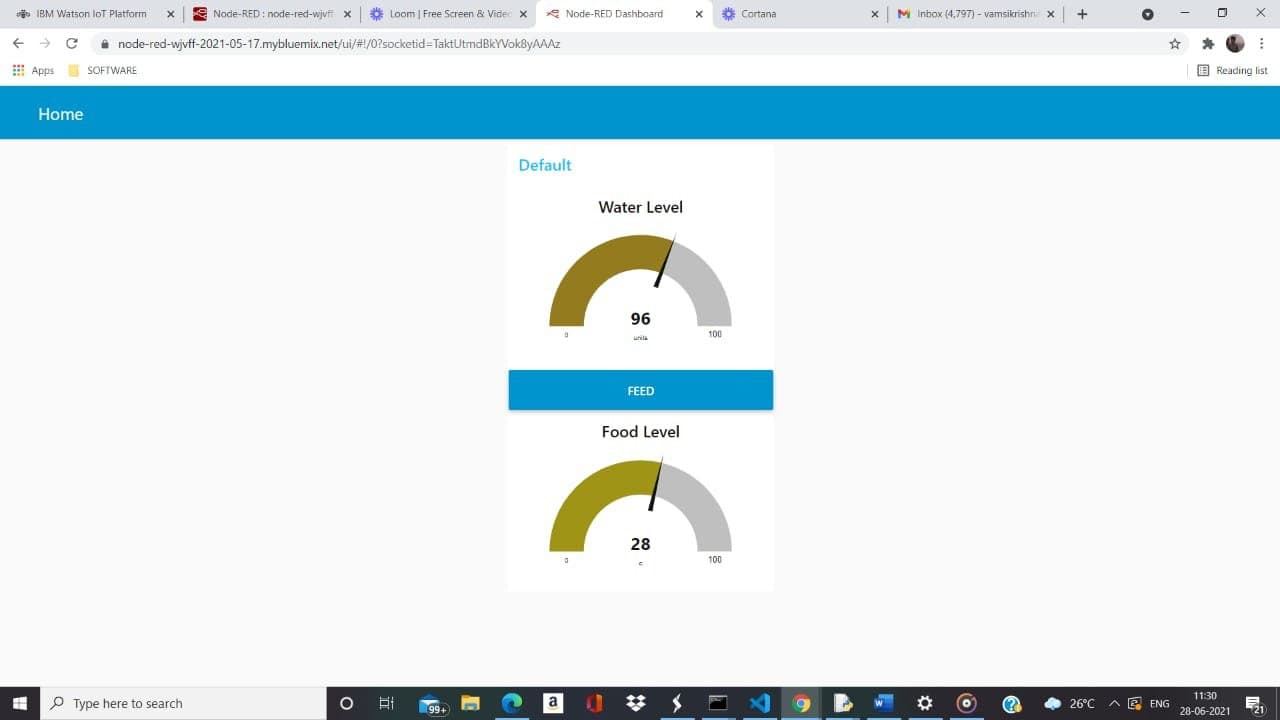 IBM Watson IoT Platform
Node-RED : node-red-wjvff
Loom | Free Screen & Video
Node-RED Dashboard
Cortana
Inbox (4,797) - vamsikrishna
node-red-wjvff-2021-05-17.mybluemix.net/ui/#!/0?socketid=TaktUtmdBkYVok8yAAAz
Apps
SOFTWARE
Reading list
Home
Default
Water Level
96
units
0
100
FEED
Food Level
28
c
0
100
Type here to search
99+
a
W
26°C
ENG
11:30
28-06-2021
21